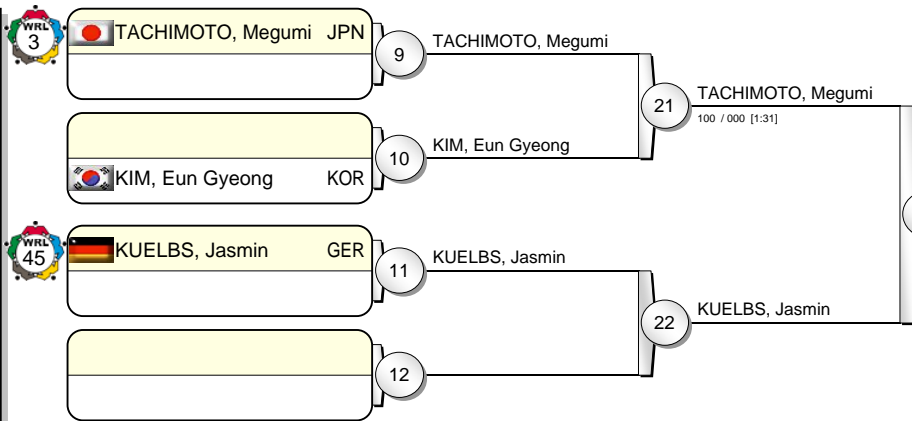 WRL
3
TACHIMOTO, Megumi JPN
9
TACHIMOTO, Megumi
21
TACHIMOTO, Megumi
100 / 000 [1:31]
10
KIM, Eun Gyeong
KIM, Eun Gyeong KOR
WRL
45
KUELBS, Jasmin GER
11
KUELBS, Jasmin
22
KUELBS, Jasmin
12